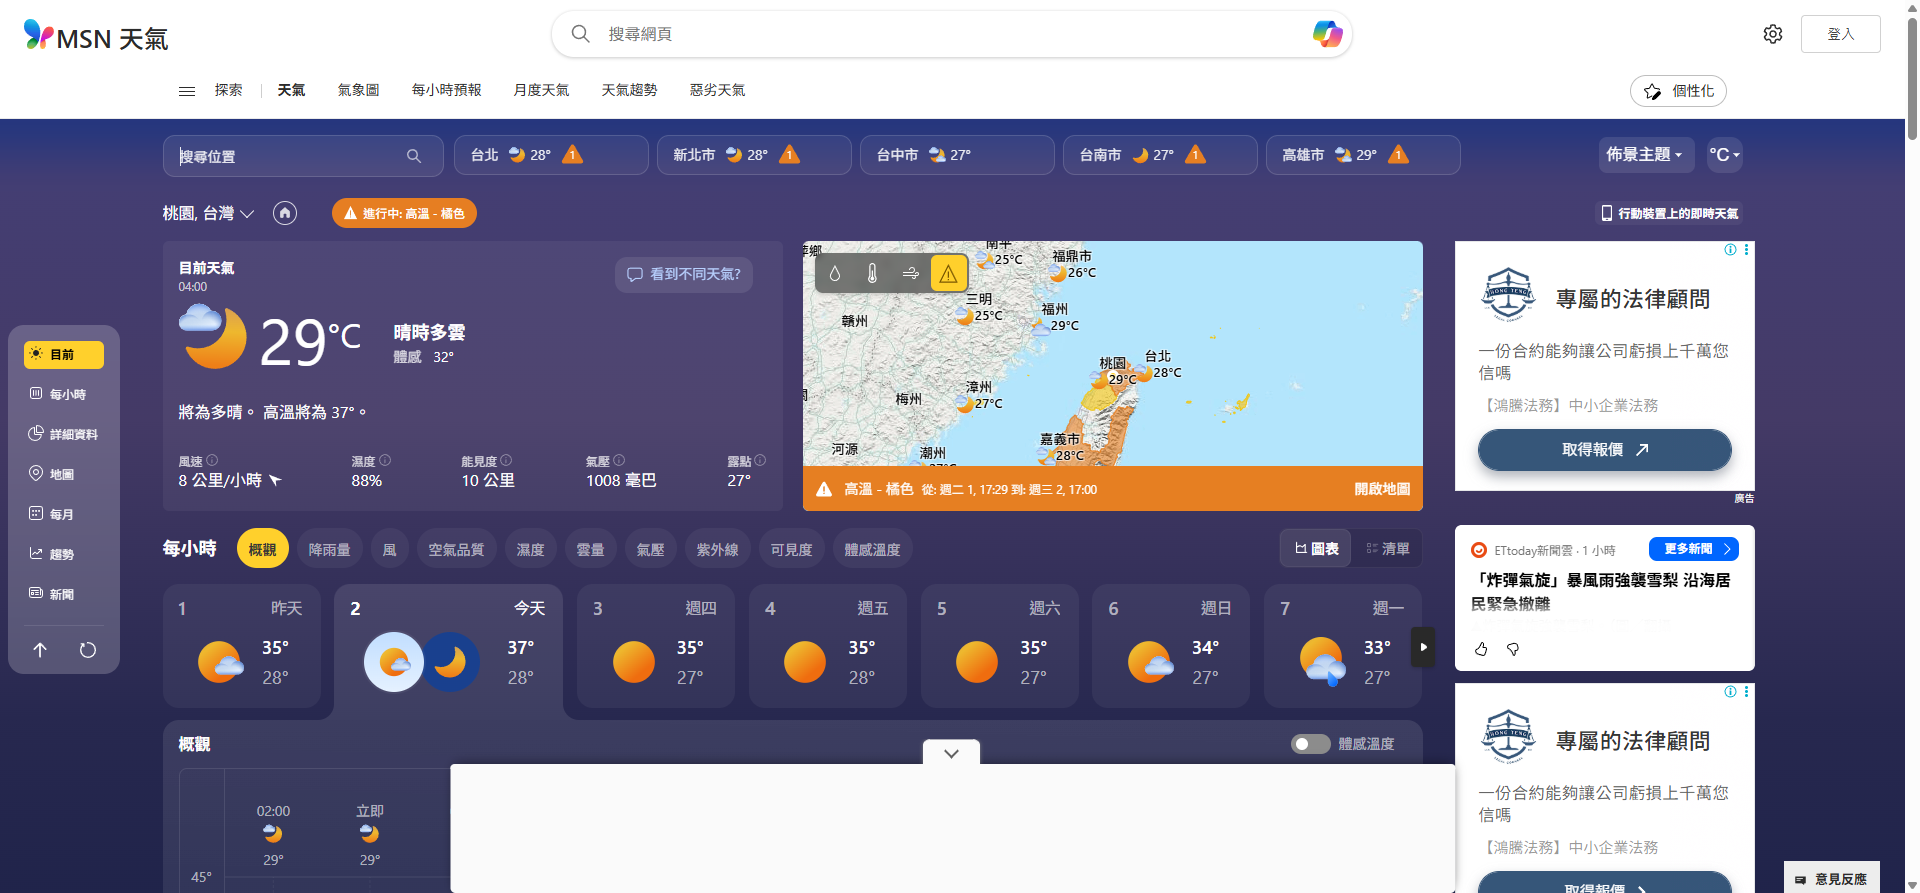 MSN 天氣
搜尋網頁
登入
探索
天氣
氣象圖
每小時預報
月度天氣
天氣趨勢
惡劣天氣
個性化
搜尋位置
台北 28° 1
新北市 28° 1
台中市 27°
台南市 27° 1
高雄市 29° 1
佈景主題
°C
桃園, 台灣
進行中: 高溫 - 橘色
行動裝置上的即時天氣
目前天氣
04:00
看到不同天氣?
29°C
晴時多雲
體感 32°
將為多晴。 高溫將為 37°。
風速
8 公里/小時
濕度
88%
能見度
10 公里
氣壓
1008 毫巴
露點
27°
目前
每小時
詳細資料
地圖
每月
趨勢
新聞
南平
25°C
福鼎市
26°C
三明
25°C
福州
29°C
贛州
桃園
29°C
台北
28°C
漳州
27°C
梅州
嘉義市
28°C
河源
潮州
高溫 - 橘色 從: 週二 1, 17:29 到: 週三 2, 17:00
開啟地圖
專屬的法律顧問
一份合約能夠讓公司虧損上千萬您
信嗎
【鴻騰法務】中小企業法務
取得報價
廣告
每小時
概觀
降雨量
風
空氣品質
濕度
雲量
氣壓
紫外線
可見度
體感溫度
圖表
清單
1 昨天
35°
28°
2 今天
37°
28°
3 週四
35°
27°
4 週五
35°
28°
5 週六
35°
27°
6 週日
34°
27°
7 週一
33°
27°
ETtoday新聞雲 · 1 小時
更多新聞
「炸彈氣旋」暴風雨強襲雪梨 沿海居
民緊急撤離
概觀
體感溫度
02:00
29°
立即
29°
45°
專屬的法律顧問
一份合約能夠讓公司虧損上千萬您
信嗎
【鴻騰法務】中小企業法務
取得報價
意見反應